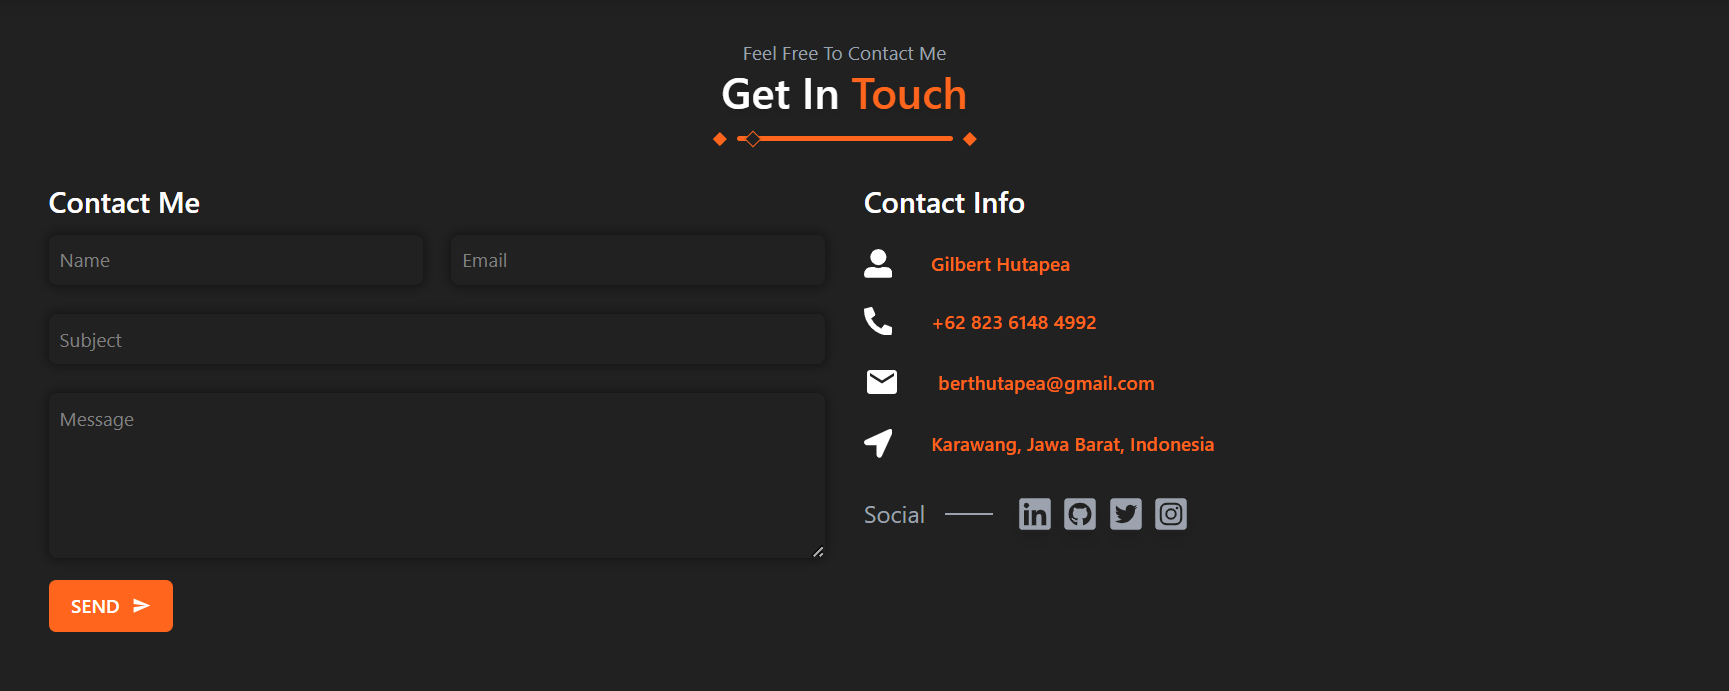 Feel Free To Contact Me
Get In Touch
Contact Me
Name
Email
Subject
Message
SEND
Contact Info
Gilbert Hutapea
+62 823 6148 4992
berthutapea@gmail.com
Karawang, Jawa Barat, Indonesia
Social
in